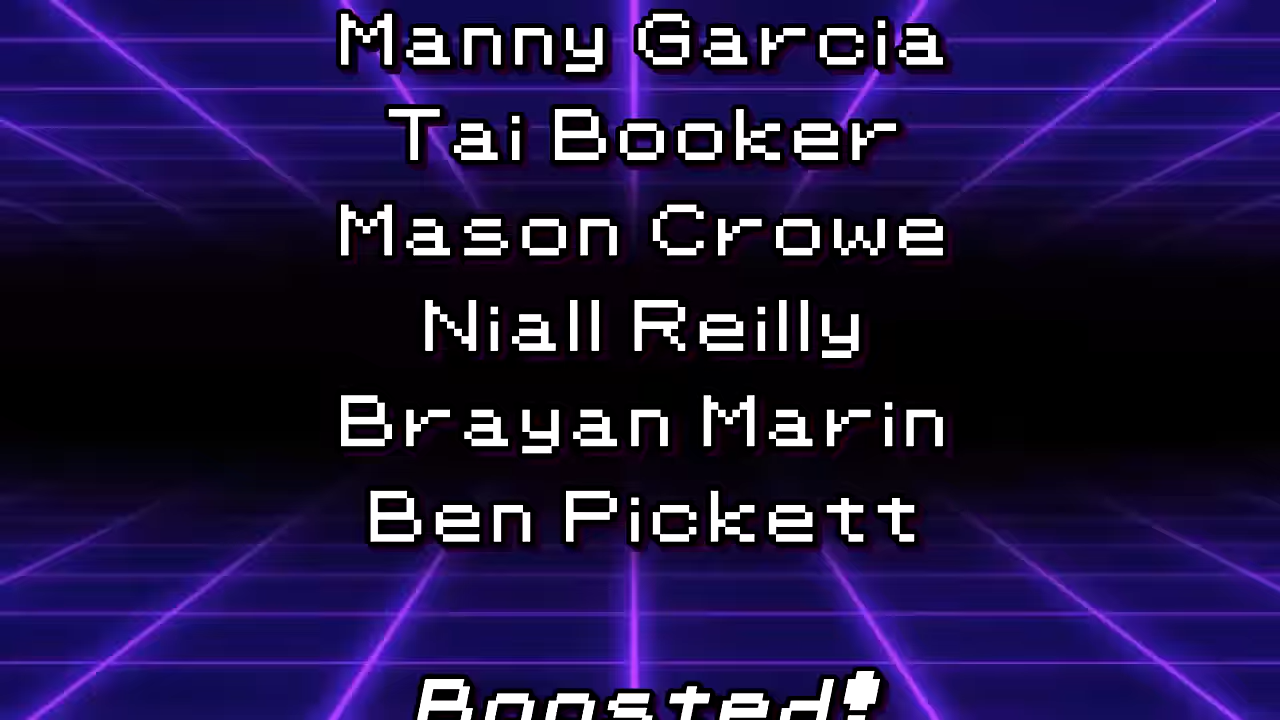 Manny Garcia
Tai Booker
Mason Crowe
Niall Reilly
Brayan Marin
Ben Pickett
Boosted!